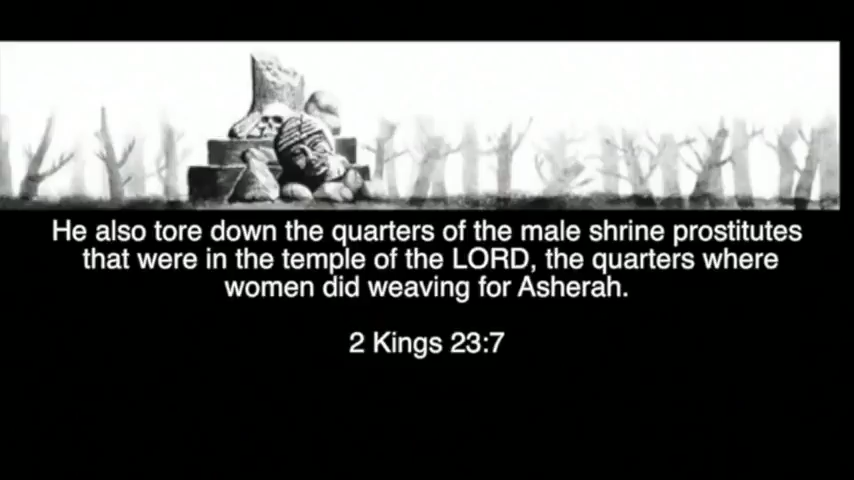 He also tore down the quarters of the male shrine prostitutes
that were in the temple of the LORD, the quarters where
women did weaving for Asherah.
2 Kings 23:7